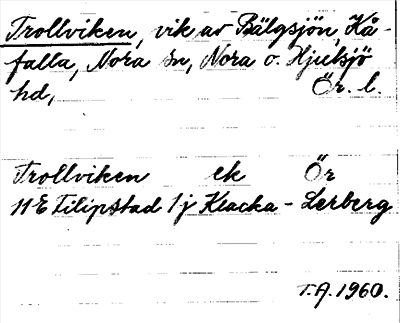 Trollviken, vik av Bälgsjön, Kå-
falla, Nora sn, Nora o. Hjulsjö
hd, Ör. l.
Trollviken ek Ör
11E Filipstad 1j Klacka - Lerberg
T.A. 1960.